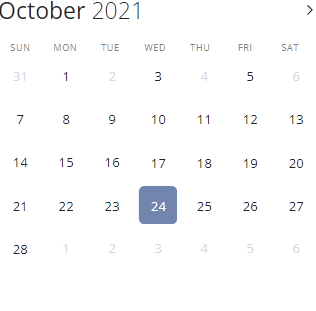 October 2021
SUN MON TUE WED THU FRI SAT
31 1 2 3 4 5 6
7 8 9 10 11 12 13
14 15 16 17 18 19 20
21 22 23 24 25 26 27
28 1 2 3 4 5 6